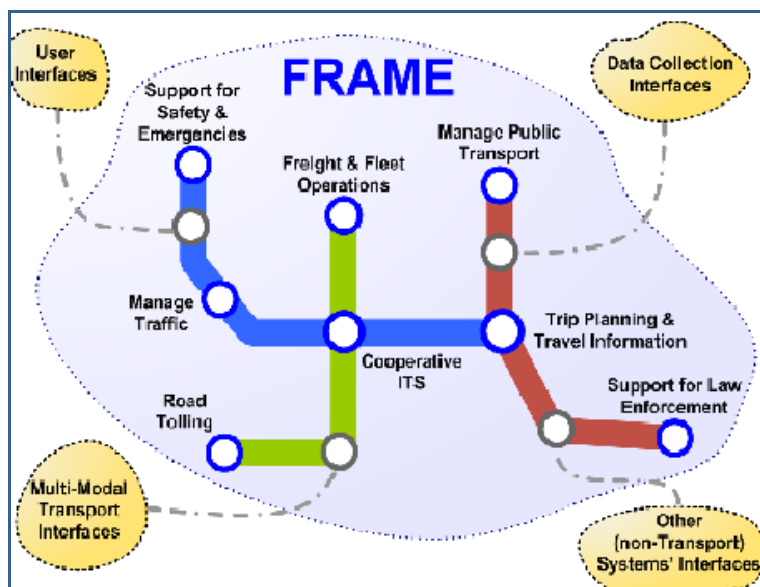 User
Interfaces
FRAME
Data Collection
Interfaces
Support for
Safety &
Emergencies
Freight & Fleet
Operations
Manage Public
Transport
Manage
Traffic
Cooperative
ITS
Trip Planning &
Travel Information
Road
Tolling
Support for Law
Enforcement
Multi-Modal
Transport
Interfaces
Other
(non-Transport)
Systems' Interfaces